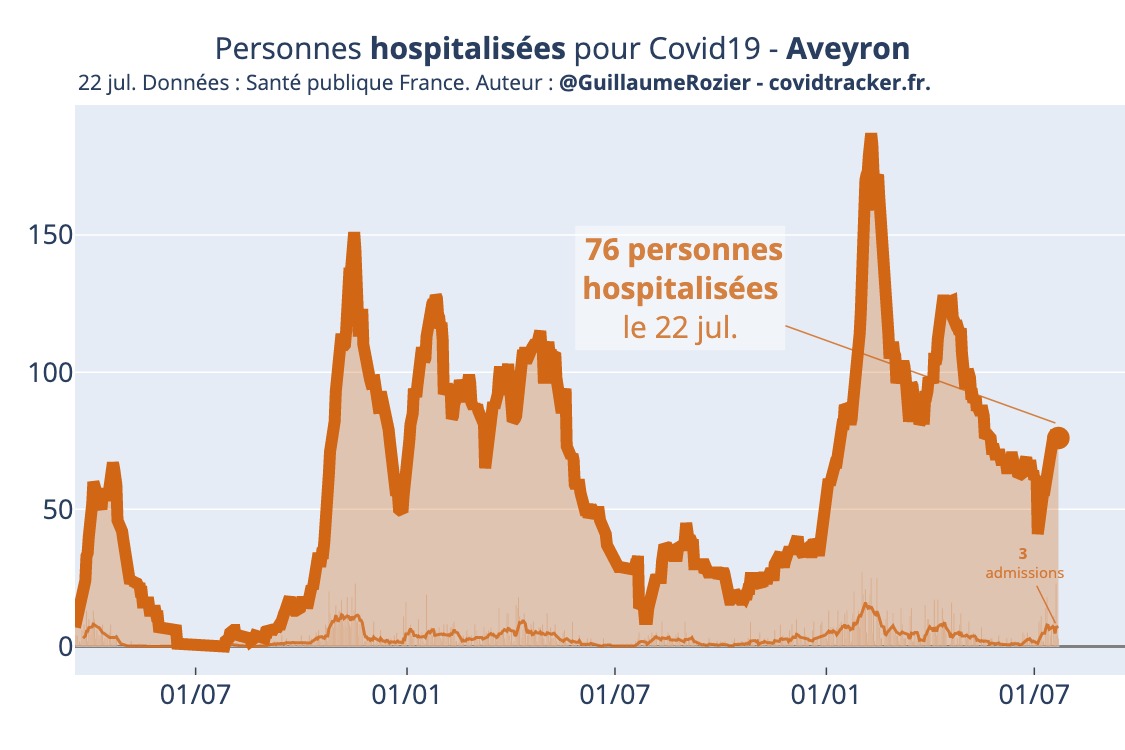 Personnes hospitalisées pour Covid19 - Aveyron
22 jul. Données : Santé publique France. Auteur : @GuillaumeRozier - covidtracker.fr.
150
76 personnes
hospitalisées
le 22 jul.
100
50
3
admissions
0
01/07
01/01
01/07
01/01
01/07